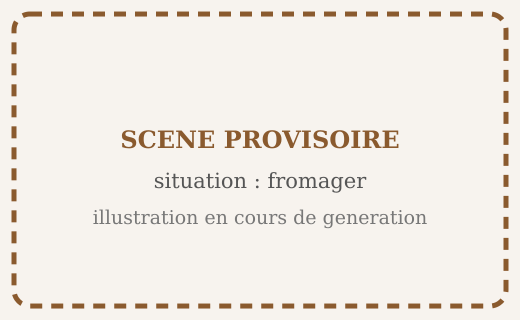 SCENE PROVISOIRE
situation : fromager
illustration en cours de generation